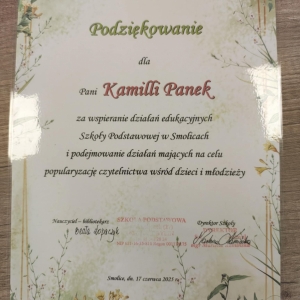 Podziękowanie
dla
Pani Kamilli Panek
za wspieranie działań edukacyjnych
Szkoły Podstawowej w Smolicach
i podejmowanie działań mających na celu
popularyzację czytelnictwa wśród dzieci i młodzieży
Nauczyciel – bibliotekarz
Dyrektor Szkoły
Beata
Smolice, dn. 17 czerwca 2025 r.